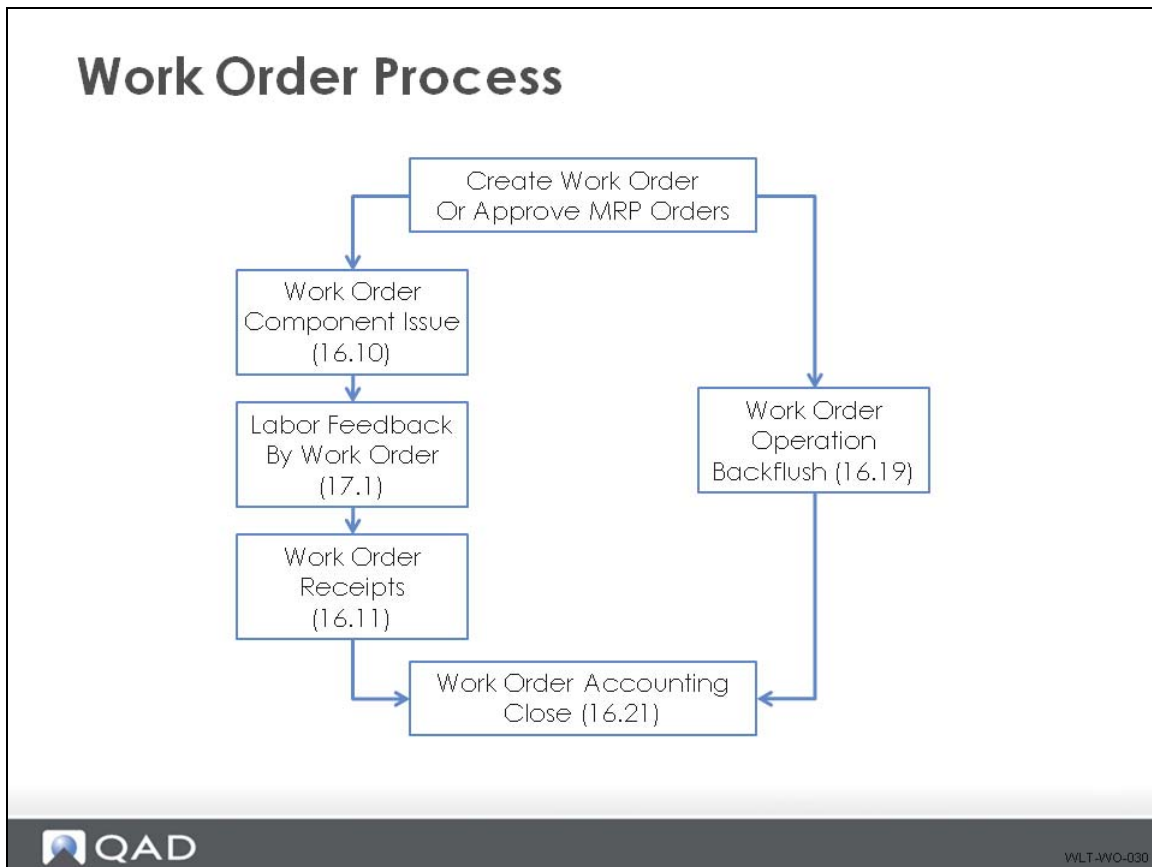 Work Order Process
Create Work Order
Or Approve MRP Orders
Work Order
Component Issue
(16.10)
Labor Feedback
By Work Order
(17.1)
Work Order
Receipts
(16.11)
Work Order
Operation
Backflush (16.19)
Work Order Accounting
Close (16.21)
QAD
WLT-WO-030